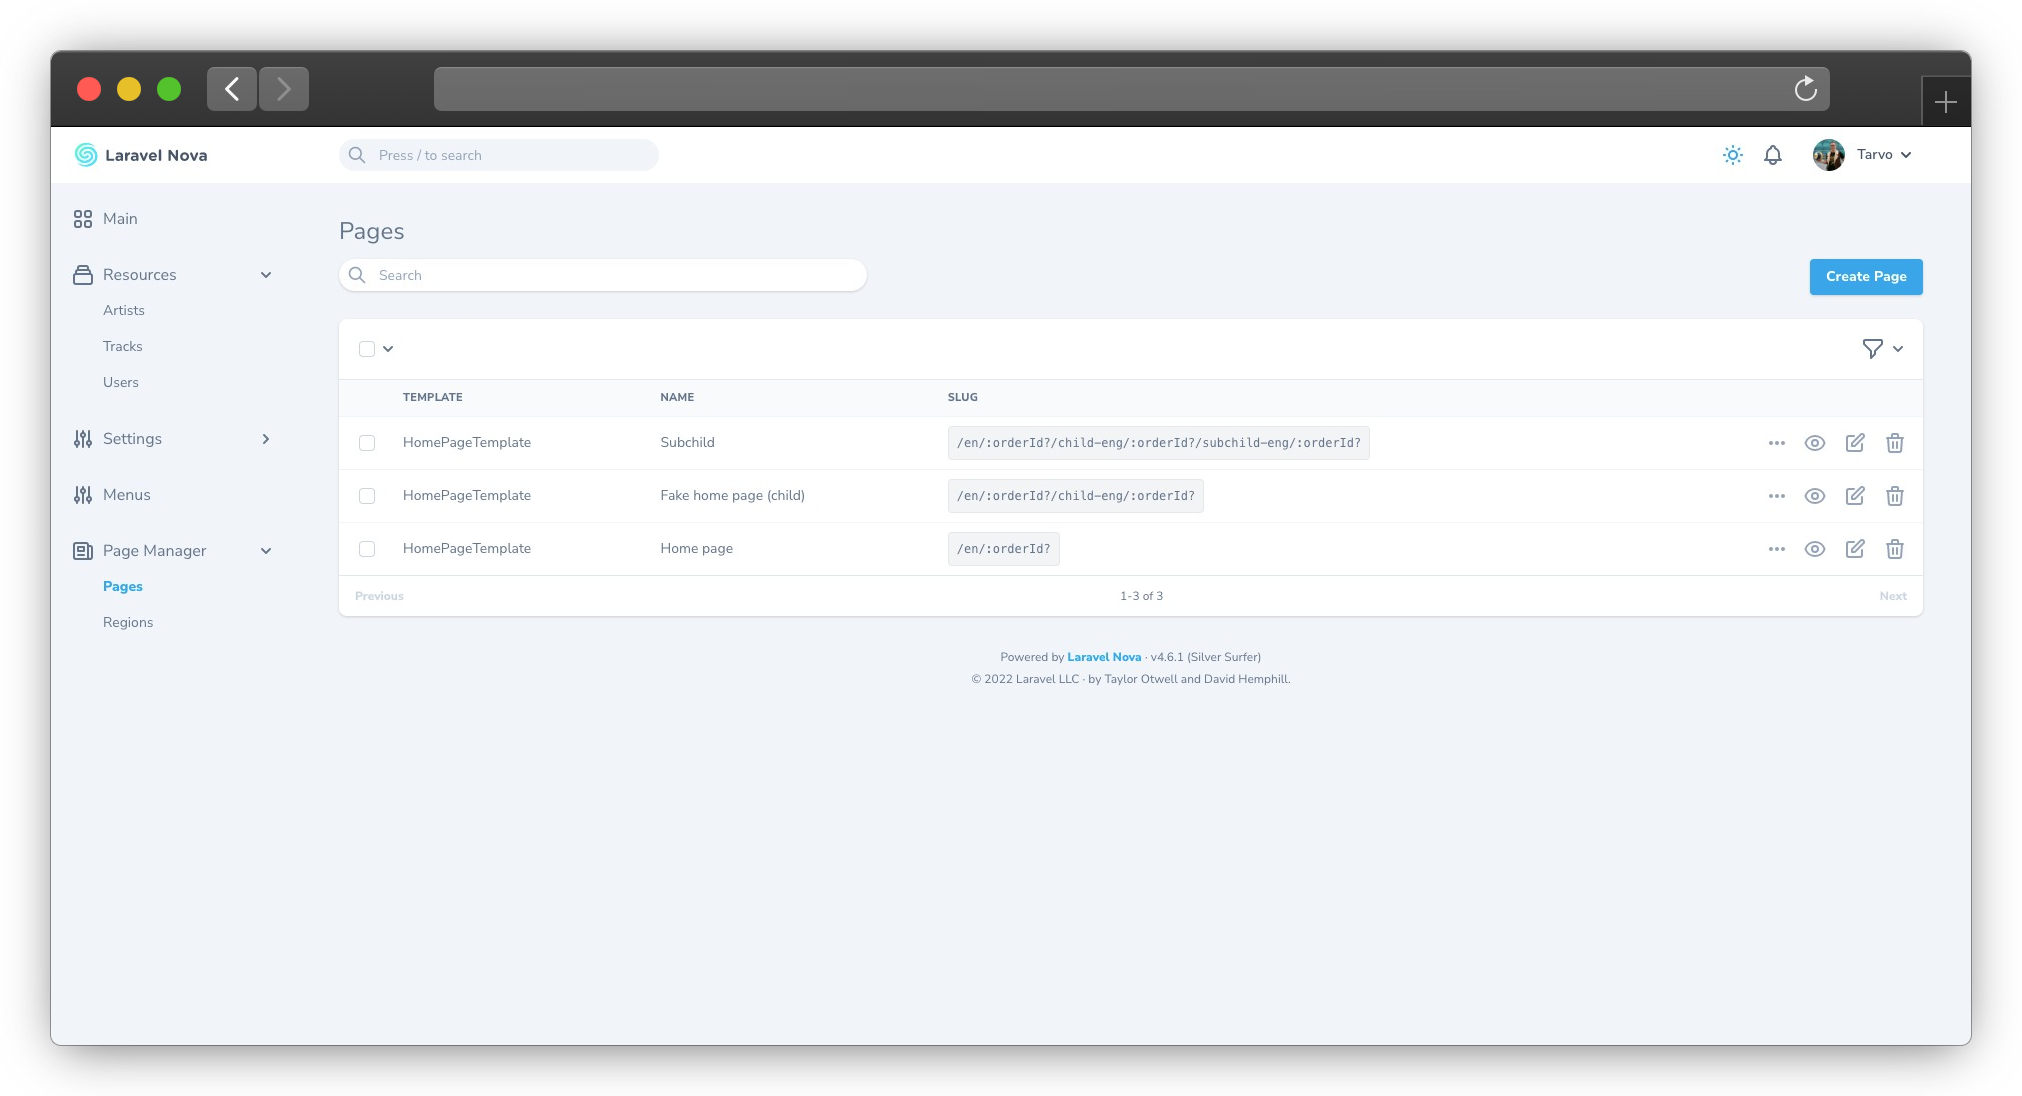 Laravel Nova
Press / to search
Tarvo
Main
Resources
Artists
Tracks
Users
Settings
Menus
Page Manager
Pages
Regions
Pages
Search
Create Page
TEMPLATE NAME SLUG
HomePageTemplate Subchild /en/:orderId?/child-eng/:orderId?/subchild-eng/:orderId?
HomePageTemplate Fake home page (child) /en/:orderId?/child-eng/:orderId?
HomePageTemplate Home page /en/:orderId?
Previous 1-3 of 3 Next
Powered by Laravel Nova · v4.6.1 (Silver Surfer)
© 2022 Laravel LLC · by Taylor Otwell and David Hemphill.